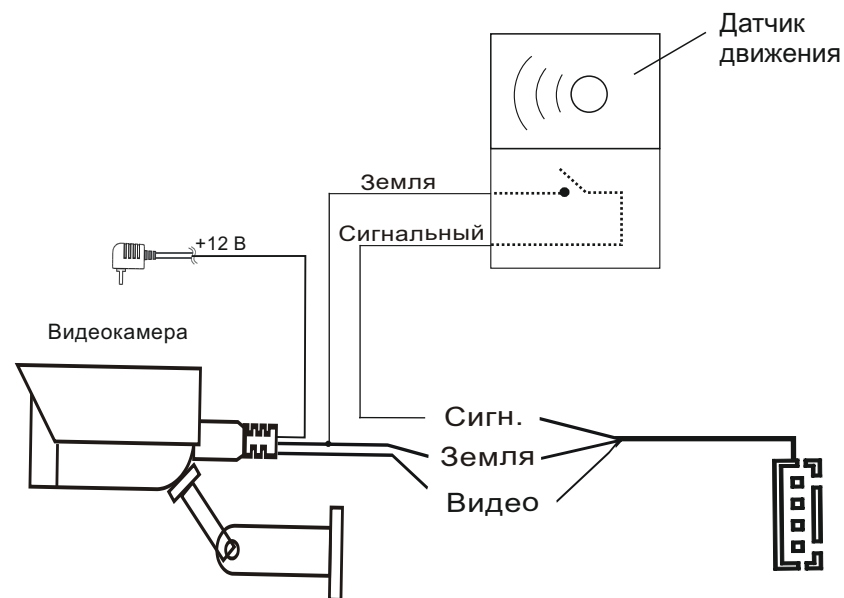 Датчик
движения
Земля
Сигнальный
+12 В
Видеокамера
Сигн.
Земля
Видео